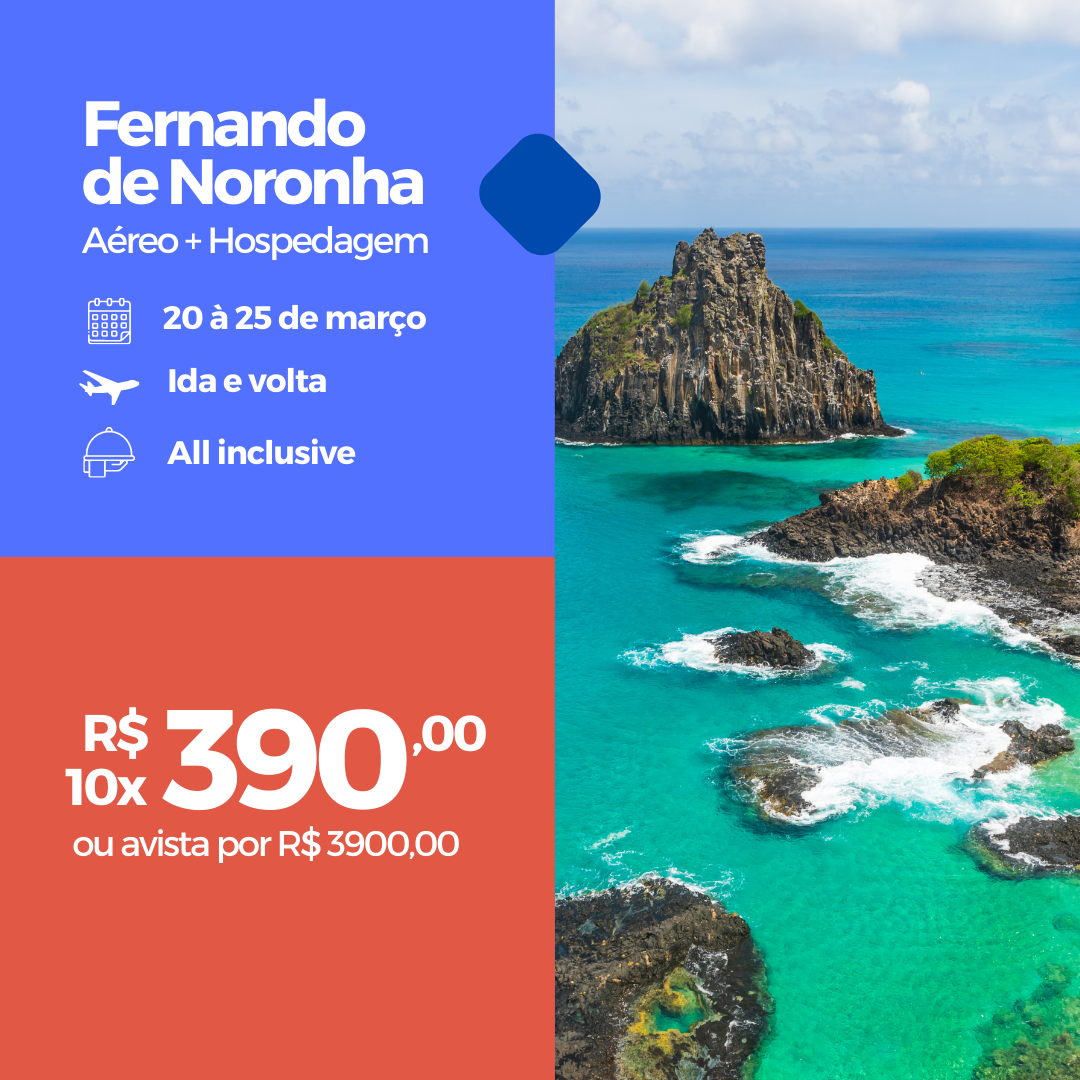 Fernando
de Noronha
Aéreo + Hospedagem
20 à 25 de março
Ida e volta
All inclusive
R$ 390,00
10x
ou avista por R$ 3900,00